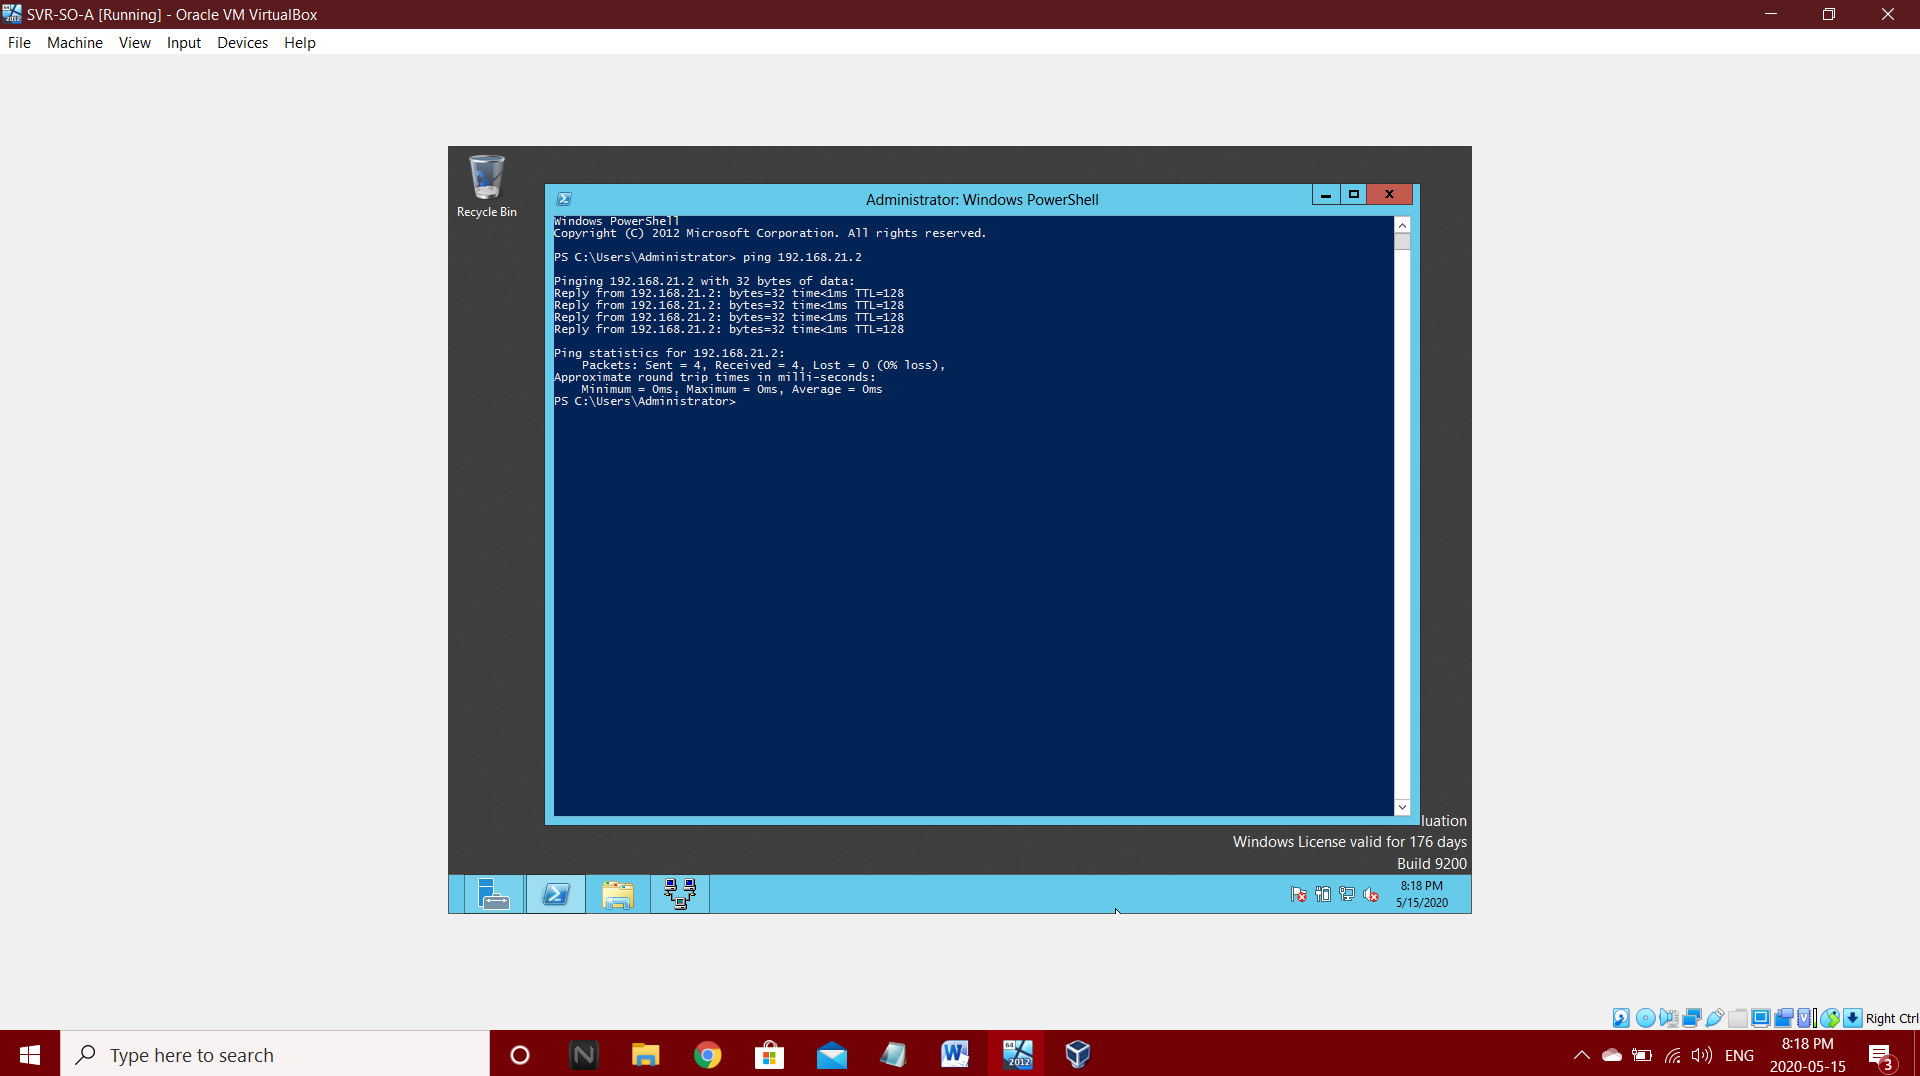 SVR-SO-A [Running] - Oracle VM VirtualBox
File Machine View Input Devices Help
Recycle Bin
Administrator: Windows PowerShell
Windows PowerShell
Copyright (C) 2012 Microsoft Corporation. All rights reserved.
PS C:\Users\Administrator> ping 192.168.21.2
Pinging 192.168.21.2 with 32 bytes of data:
Reply from 192.168.21.2: bytes=32 time<1ms TTL=128
Reply from 192.168.21.2: bytes=32 time<1ms TTL=128
Reply from 192.168.21.2: bytes=32 time<1ms TTL=128
Reply from 192.168.21.2: bytes=32 time<1ms TTL=128
Ping statistics for 192.168.21.2:
Packets: Sent = 4, Received = 4, Lost = 0 (0% loss),
Approximate round trip times in milli-seconds:
Minimum = 0ms, Maximum = 0ms, Average = 0ms
PS C:\Users\Administrator>
luation
Windows License valid for 176 days
Build 9200
8:18 PM
5/15/2020
Right Ctrl
Type here to search
64
2012
ENG
8:18 PM
2020-05-15
3